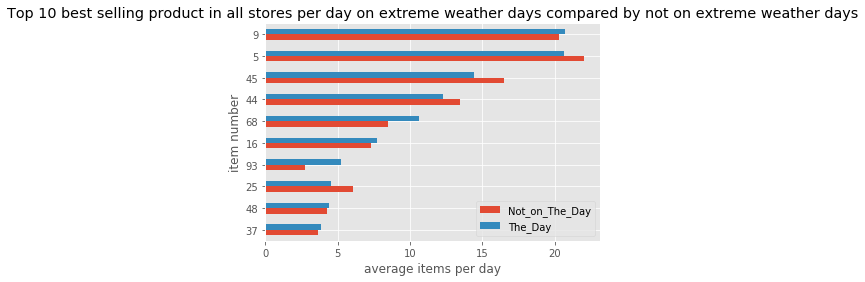 Top 10 best selling product in all stores per day on extreme weather days compared by not on extreme weather days
item number
9
5
45
44
68
16
93
25
48
37
Not_on_The_Day
The_Day
0 5 10 15 20
average items per day